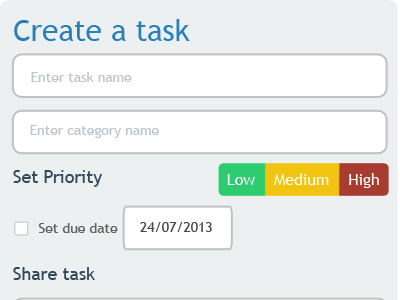 Create a task
Enter task name
Enter category name
Set Priority Low Medium High
Set due date 24/07/2013
Share task